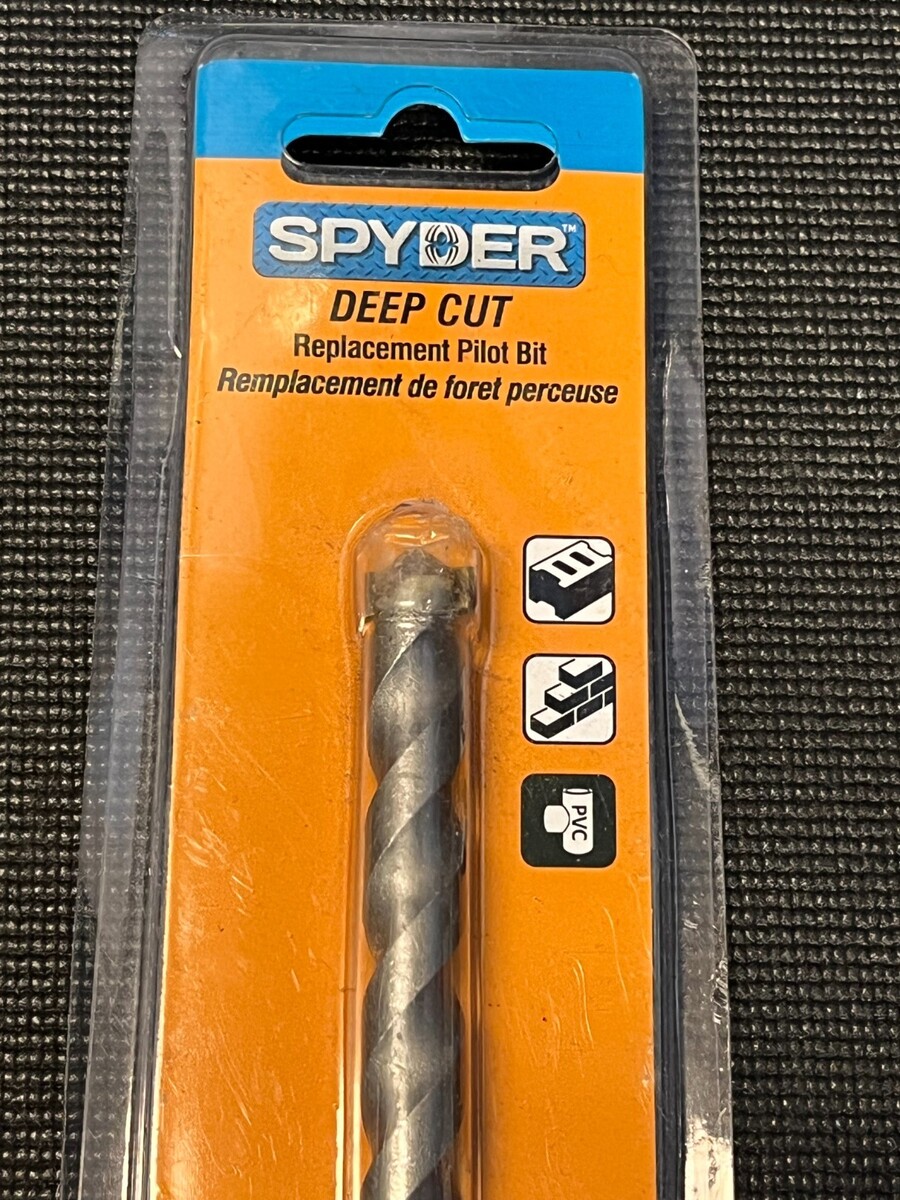 SPYDER™
DEEP CUT
Replacement Pilot Bit
Remplacement de foret perceuse
PVC